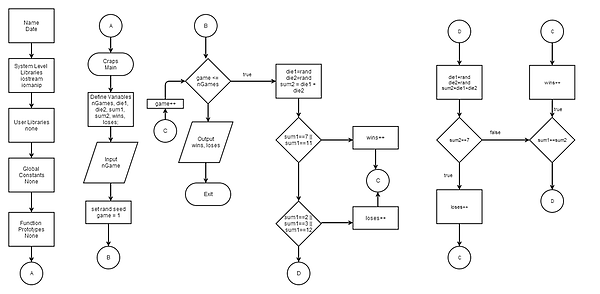 Name
Date
System Level
Libraries
iostream
iomanip
User Libraries
none
Global
Constants
None
Function
Prototypes
None
A
A
Craps
Main
Define Variables
nGames, die1,
die2, sum1,
sum2, wins,
loses;
Input
nGame
set rand seed
game = 1
B
B
game <=
nGames
true
game++
C
Output
wins, loses
Exit
die1=rand
die2=rand
sum2 = die1 +
die2
sum1==7 ||
sum1==11
wins++
C
sum1==2 ||
sum1==3 ||
sum1==12
loses++
D
D
die1=rand
die2=rand
sum2=die1+die2
sum2==7
false
true
loses++
C
C
wins++
true
sum1==sum2
D